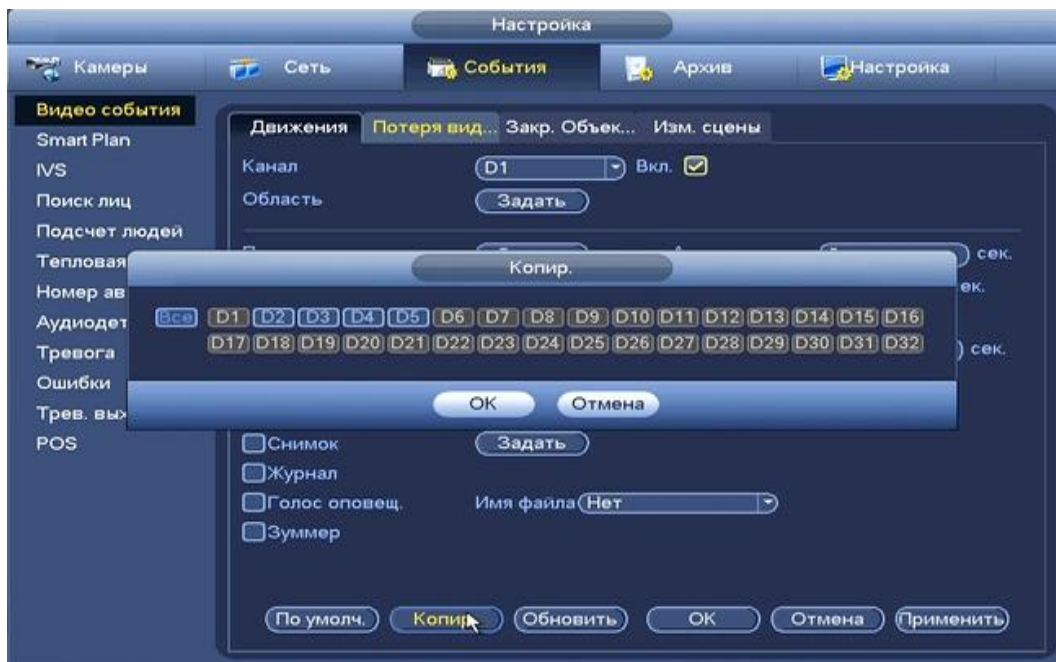 Настройка
Камеры Сеть События Архив Настройка
Видео события
Smart Plan
IVS
Поиск лиц
Подсчет людей
Тепловая
Номер ав
Аудиодет
Тревога
Ошибки
Трев. вых
POS
Движения Потеря вид... Закр. Объек... Изм. сцены
Канал D1 Вкл.
Область Задать
сек.
ек.
Копир.
Все D1 D2 D3 D4 D5 D6 D7 D8 D9 D10 D11 D12 D13 D14 D15 D16
D17 D18 D19 D20 D21 D22 D23 D24 D25 D26 D27 D28 D29 D30 D31 D32
) сек.
OK Отмена
Снимок Задать
Журнал
Голос оповещ. Имя файла Нет
Зуммер
По умолч. Копир. Обновить OK Отмена Применить